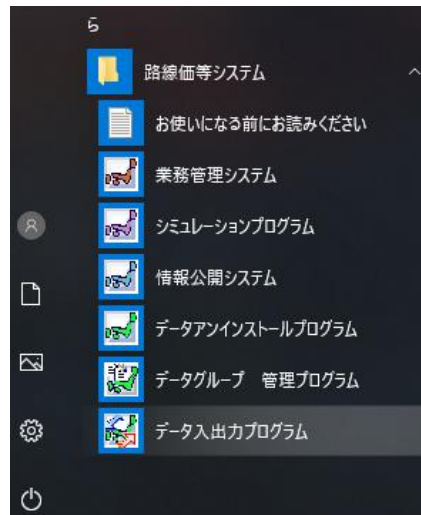 ら
路線価等システム
お使いになる前にお読みください
業務管理システム
シミュレーションプログラム
情報公開システム
データアンインストールプログラム
データグループ　管理プログラム
データ入出力プログラム